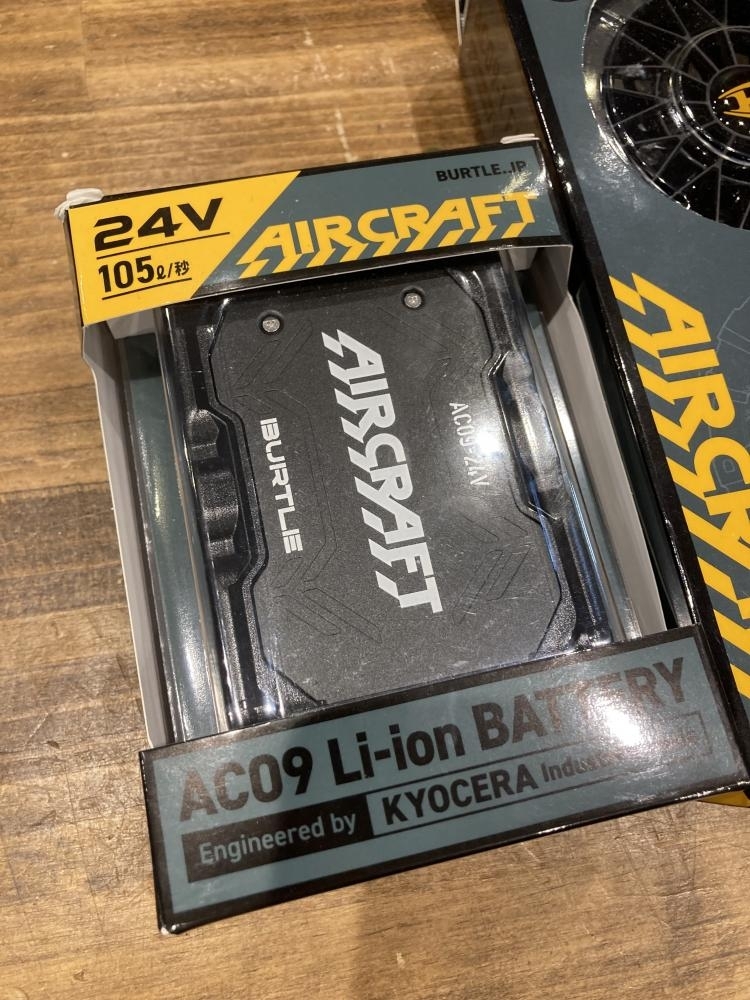 BURTLE.JP
24V
105ℓ/秒
AIRCRAFT
AIRCRAFT
BURTLE
AC09-24V
AC09 Li-ion BATTERY
Engineered by KYOCERA
AIRCRAFT